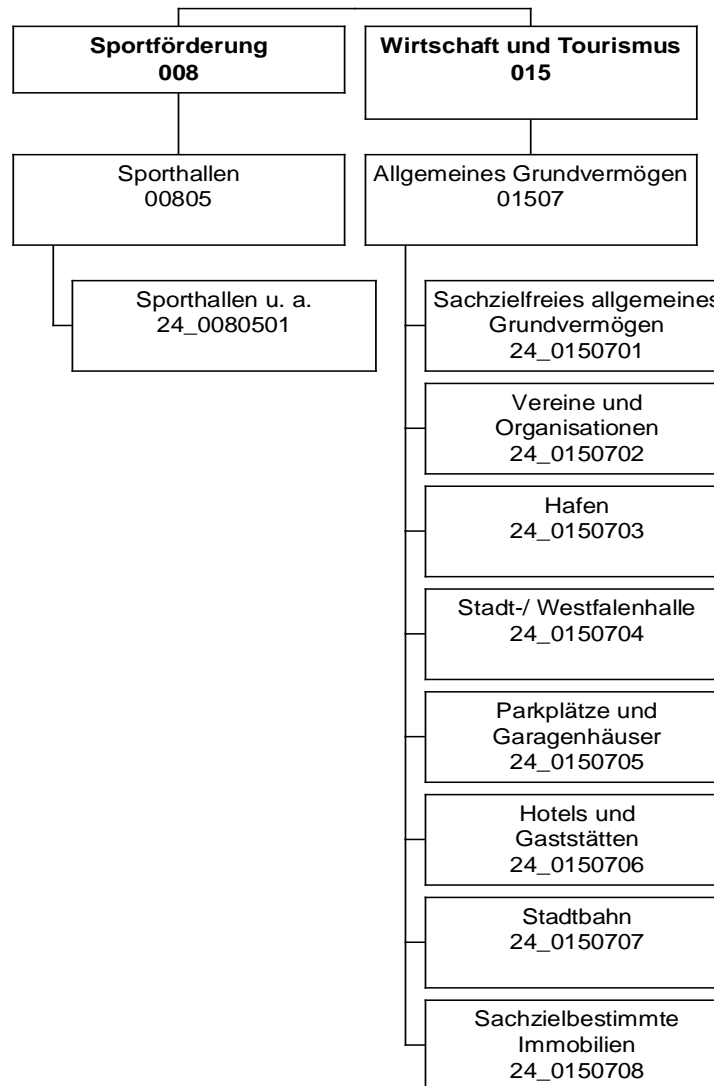 Sportförderung
008
Wirtschaft und Tourismus
015
Sporthallen
00805
Allgemeines Grundvermögen
01507
Sporthallen u. a.
24_0080501
Sachzielfreies allgemeines
Grundvermögen
24_0150701
Vereine und
Organisationen
24_0150702
Hafen
24_0150703
Stadt-/ Westfalenhalle
24_0150704
Parkplätze und
Garagenhäuser
24_0150705
Hotels und
Gaststätten
24_0150706
Stadtbahn
24_0150707
Sachzielbestimmte
Immobilien
24_0150708